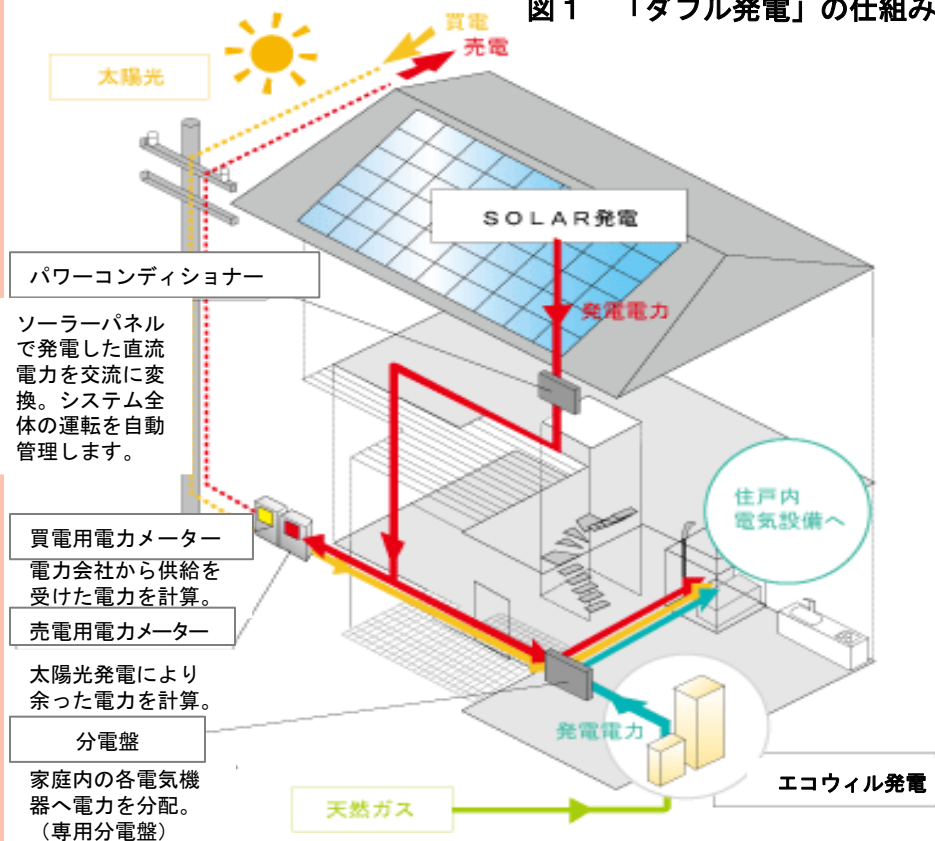 図１　「ダブル発電」の仕組み
買電
売電
太陽光
ＳＯＬＡＲ発電
パワーコンディショナー
発電電力
ソーラーパネル
で発電した直流
電力を交流に変
換。システム全
体の運転を自動
管理します。
住戸内
電気設備へ
買電用電力メーター
電力会社から供給を
受けた電力を計算。
売電用電力メーター
太陽光発電により
余った電力を計算。
発電電力
分電盤
家庭内の各電気機
器へ電力を分配。
（専用分電盤）
エコウィル発電
天然ガス